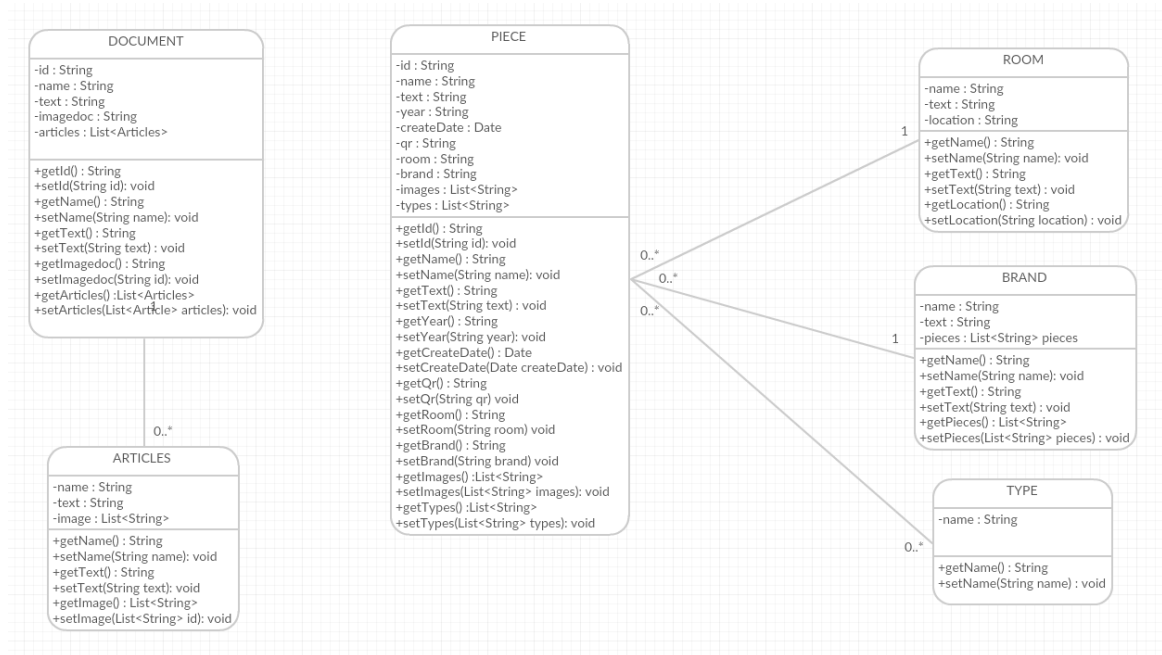 DOCUMENT
-id : String
-name : String
-text : String
-imagedoc : String
-articles : List<Articles>
+getId() : String
+setId(String id): void
+getName() : String
+setName(String name): void
+getText() : String
+setText(String text) : void
+getImagedoc() : String
+setImagedoc(String id): void
+getArticles() :List<Articles>
+setArticles(List<Article> articles): void
1
0..*
ARTICLES
-name : String
-text : String
-image : List<String>
+getName() : String
+setName(String name): void
+getText() : String
+setText(String text): void
+getImage() : List<String>
+setImage(List<String> id): void
PIECE
-id : String
-name : String
-text : String
-year : String
-createDate : Date
-qr : String
-room : String
-brand : String
-images : List<String>
-types : List<String>
+getId() : String
+setId(String id): void
+getName() : String
+setName(String name): void
+getText() : String
+setText(String text) : void
+getYear() : String
+setYear(String year): void
+getCreateDate() : Date
+setCreateDate(Date createDate) : void
+getQr() : String
+setQr(String qr) void
+getRoom() : String
+setRoom(String room) void
+getBrand() : String
+setBrand(String brand) void
+getImages() :List<String>
+setImages(List<String> images): void
+getTypes() :List<String>
+setTypes(List<String> types): void
0..*
0..*
0..*
1
ROOM
-name : String
-text : String
-location : String
+getName() : String
+setName(String name): void
+getText() : String
+setText(String text) : void
+getLocation() : String
+setLocation(String location) : void
1
BRAND
-name : String
-text : String
-pieces : List<String> pieces
+getName() : String
+setName(String name): void
+getText() : String
+setText(String text) : void
+getPieces() : List<String>
+setPieces(List<String> pieces) : void
0..*
TYPE
-name : String
+getName() : String
+setName(String name) : void